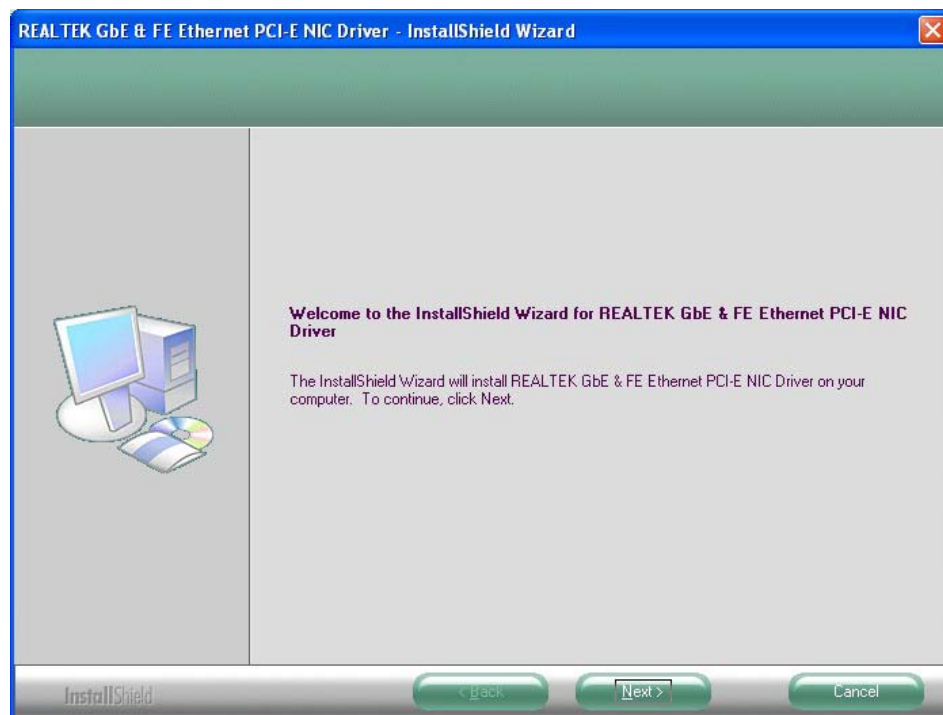 REALTEK GbE & FE Ethernet PCI-E NIC Driver - InstallShield Wizard
Welcome to the InstallShield Wizard for REALTEK GbE & FE Ethernet PCI-E NIC
Driver
The InstallShield Wizard will install REALTEK GbE & FE Ethernet PCI-E NIC Driver on your
computer. To continue, click Next.
InstallShield
< Back
Next >
Cancel